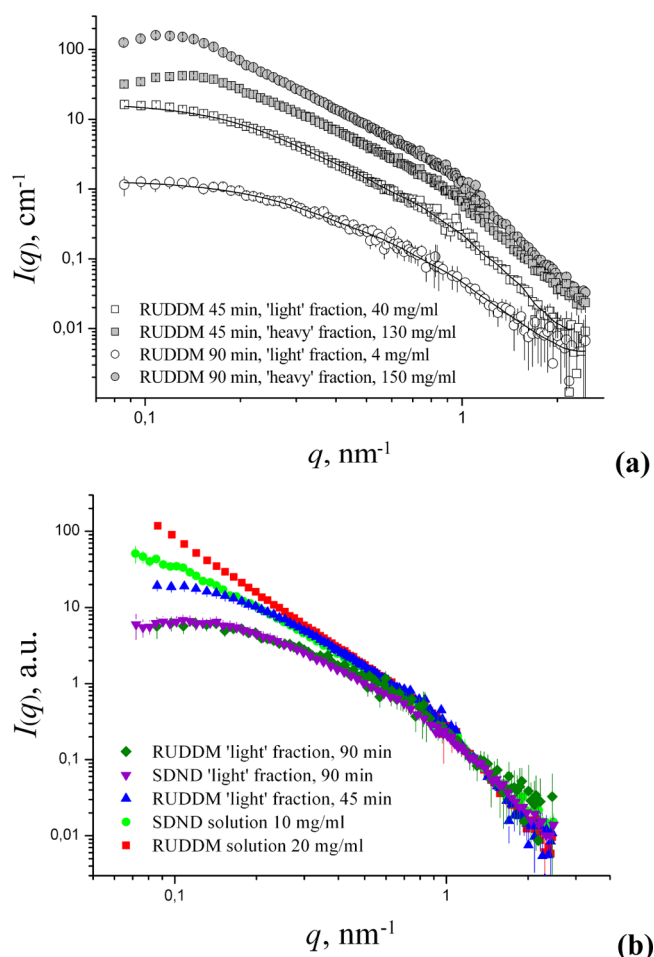 100
10
1
0,1
0,01
I(q), cm⁻¹
RUDDM 45 min, 'light' fraction, 40 mg/ml
RUDDM 45 min, 'heavy' fraction, 130 mg/ml
RUDDM 90 min, 'light' fraction, 4 mg/ml
RUDDM 90 min, 'heavy' fraction, 150 mg/ml
0,1
1
q, nm⁻¹
(a)
100
10
1
0,1
0,01
I(q), a.u.
RUDDM 'light' fraction, 90 min
SDND 'light' fraction, 90 min
RUDDM 'light' fraction, 45 min
SDND solution 10 mg/ml
RUDDM solution 20 mg/ml
0,1
1
q, nm⁻¹
(b)